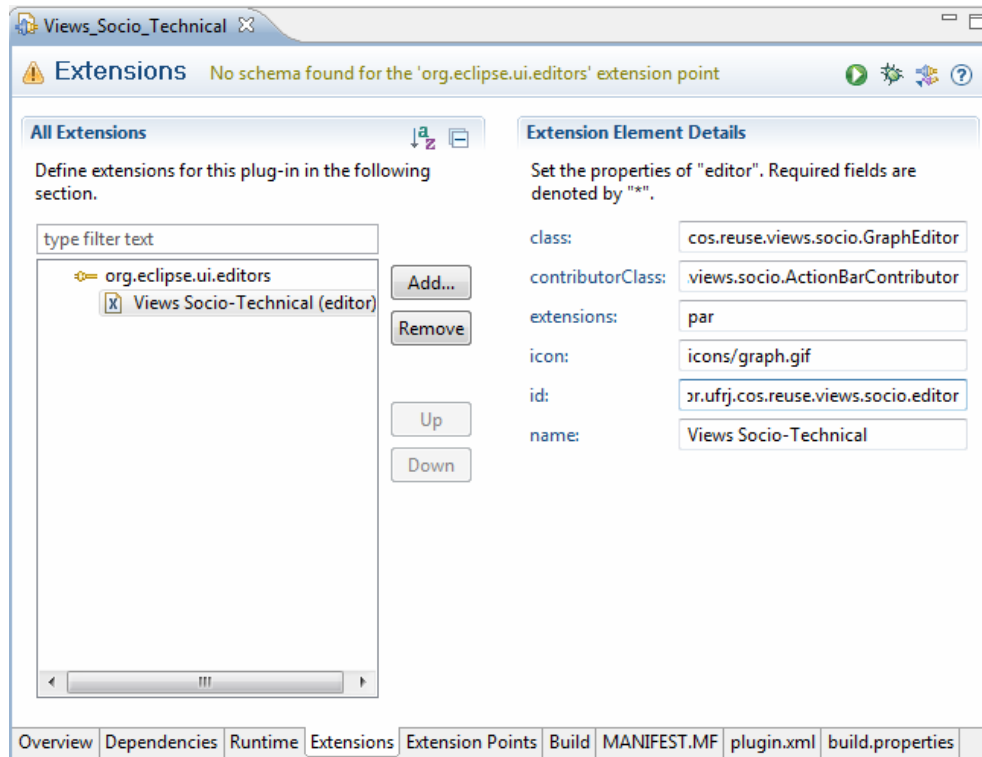 Views_Socio_Technical
Extensions No schema found for the 'org.eclipse.ui.editors' extension point
All Extensions
Define extensions for this plug-in in the following
section.
type filter text
org.eclipse.ui.editors
Views Socio-Technical (editor)
Add...
Remove
Up
Down
Extension Element Details
Set the properties of "editor". Required fields are
denoted by "*".
class: cos.reuse.views.socio.GraphEditor
contributorClass: .views.socio.ActionBarContributor
extensions: par
icon: icons/graph.gif
id: or.ufrj.cos.reuse.views.socio.editor
name: Views Socio-Technical
Overview Dependencies Runtime Extensions Extension Points Build MANIFEST.MF plugin.xml build.properties